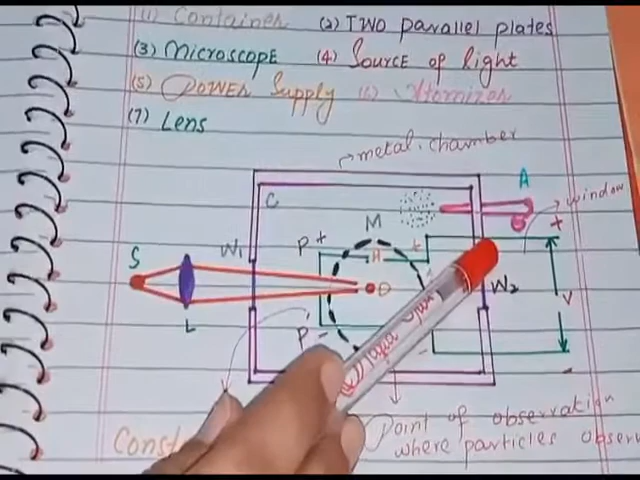 (1) Container (2) Two parallel plates
(3) Microscope (4) Source of light
(5) Power Supply (6) Atomizer
(7) Lens
metal chamber
C
A
window
S
W1
P+
M
+
+
H
O
W2
V
L
P-
-
-
Point of observation
where particles observ
Const